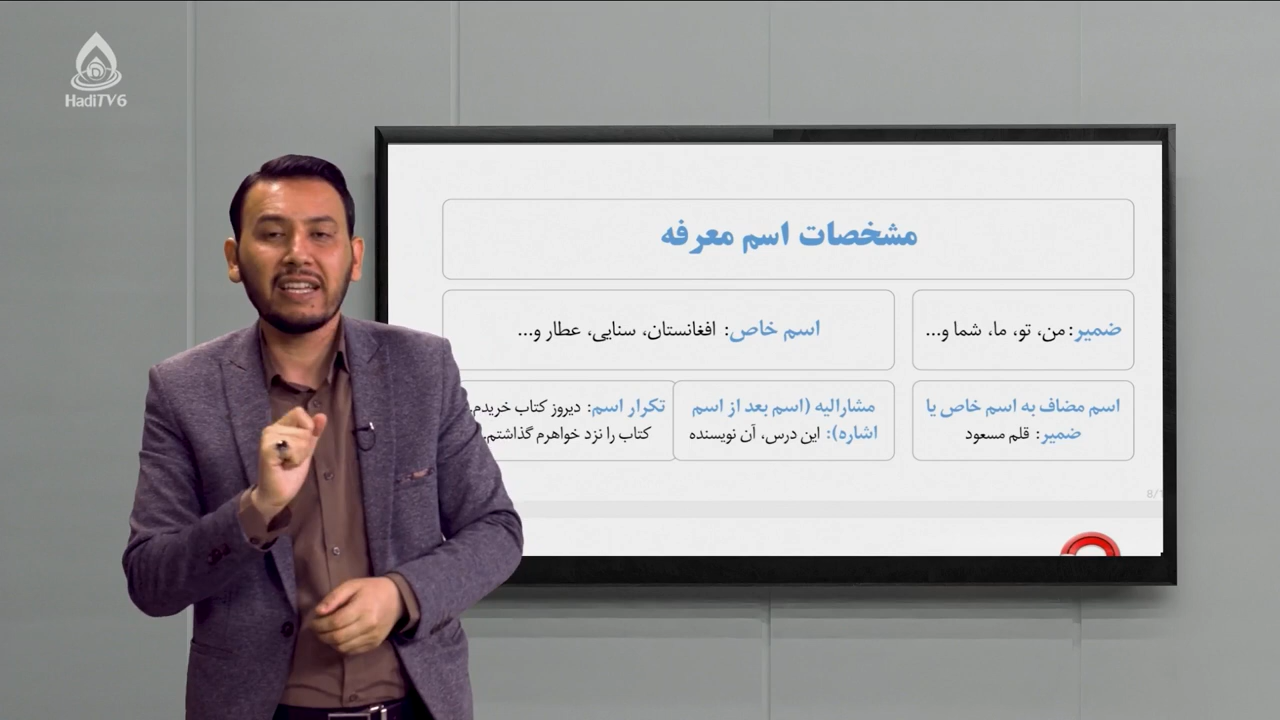 HadiTV6
مشخصات اسم معرفه
ضمیر: من، تو، ما، شما و...
اسم خاص: افغانستان، سنایی، عطار و...
اسم مضاف به اسم خاص یا
ضمیر: قلم مسعود
مشارالیه (اسم بعد از اسم
اشاره): این درس، آن نویسنده
تکرار اسم: دیروز کتاب خریدم.
کتاب را نزد خواهرم گذاشتم.